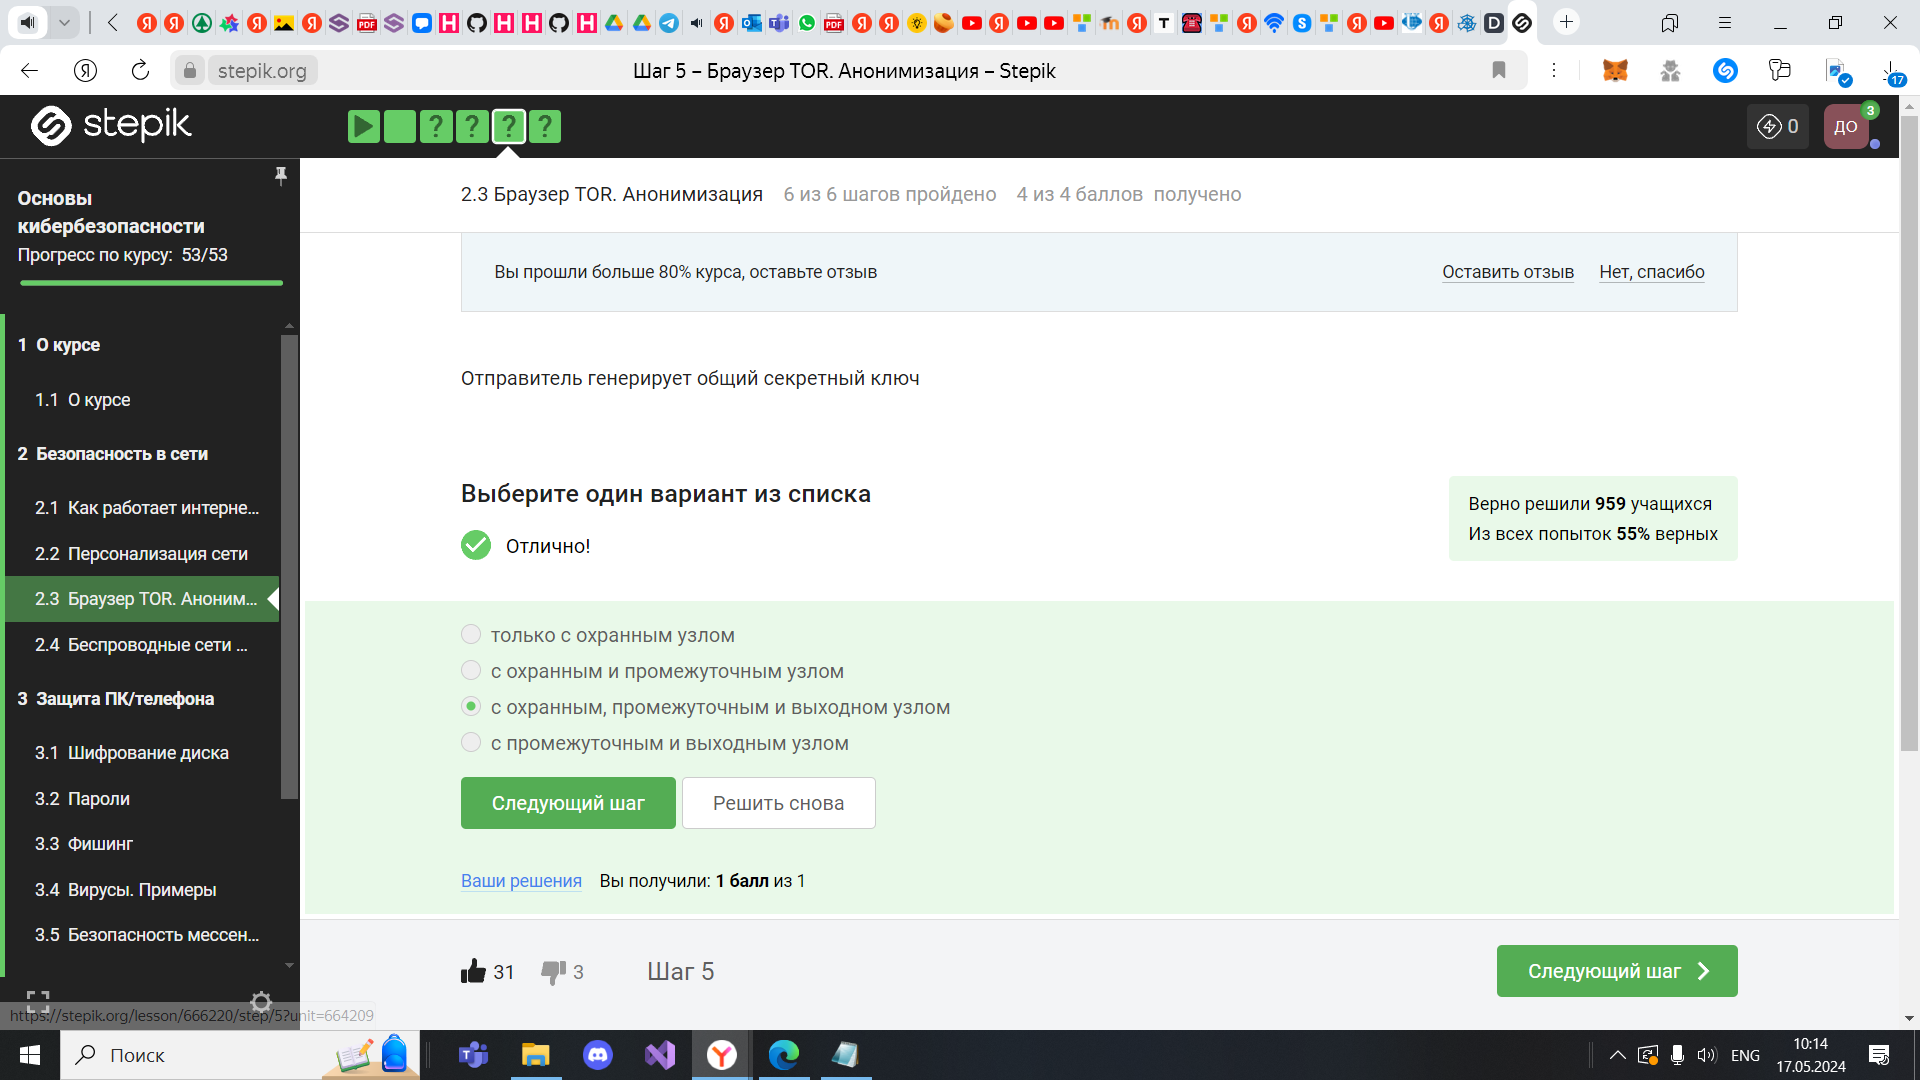 stepik.org
Шаг 5 – Браузер TOR. Анонимизация – Stepik
17
stepik
0
ДО
3
Основы
кибербезопасности
Прогресс по курсу: 53/53
1 О курсе
1.1 О курсе
2 Безопасность в сети
2.1 Как работает интерне...
2.2 Персонализация сети
2.3 Браузер TOR. Аноним...
2.4 Беспроводные сети ...
3 Защита ПК/телефона
3.1 Шифрование диска
3.2 Пароли
3.3 Фишинг
3.4 Вирусы. Примеры
3.5 Безопасность мессен...
2.3 Браузер TOR. Анонимизация 6 из 6 шагов пройдено 4 из 4 баллов получено
Вы прошли больше 80% курса, оставьте отзыв
Оставить отзыв Нет, спасибо
Отправитель генерирует общий секретный ключ
Выберите один вариант из списка
Отлично!
Верно решили 959 учащихся
Из всех попыток 55% верных
только с охранным узлом
с охранным и промежуточным узлом
с охранным, промежуточным и выходном узлом
с промежуточным и выходным узлом
Следующий шаг Решить снова
Ваши решения Вы получили: 1 балл из 1
31 3 Шаг 5
Следующий шаг
https://stepik.org/lesson/666220/step/5?unit=664209
Поиск
ENG
10:14
17.05.2024